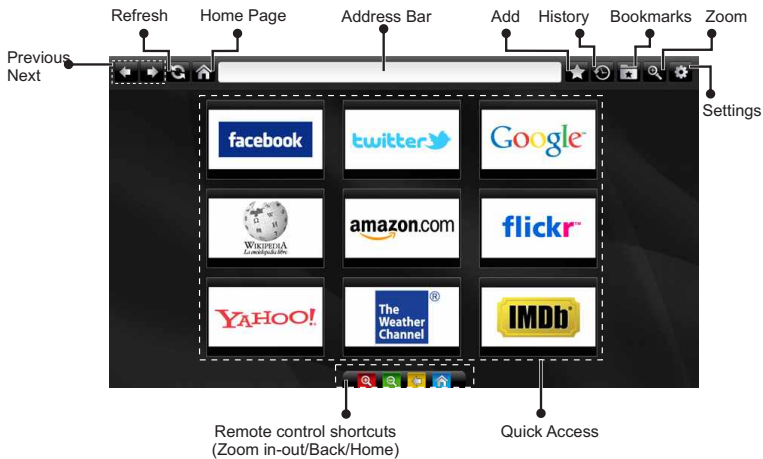 Refresh
Home Page
Address Bar
Add
History
Bookmarks
Zoom
Previous
Next
Settings
facebook
twitter
Google
WIKIPEDIA
La enciclopedia libre
amazon.com
flickr
YAHOO!
The
Weather
Channel
IMDb
Remote control shortcuts
(Zoom in-out/Back/Home)
Quick Access